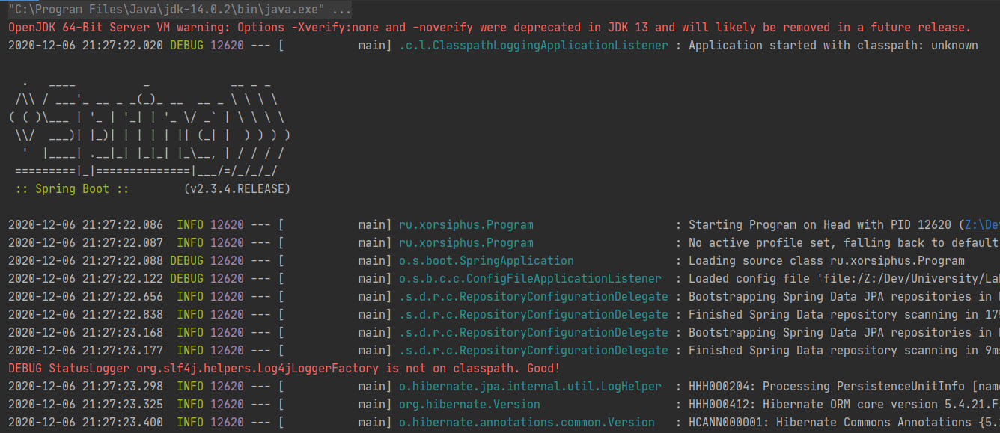 "C:\Program Files\Java\jdk-14.0.2\bin\java.exe" ...
OpenJDK 64-Bit Server VM warning: Options -Xverify:none and -noverify were deprecated in JDK 13 and will likely be removed in a future release.
2020-12-06 21:27:22.020 DEBUG 12620 --- [           main] .c.l.ClasspathLoggingApplicationListener : Application started with classpath: unknown
  .   ____          _            __ _ _
 /\\ / ___'_ __ _ _(_)_ __  __ _ \ \ \ \
( ( )\___ | '_ | '_| | '_ \/ _` | \ \ \ \
 \\/  ___)| |_)| | | | | || (_| |  ) ) ) )
  '  |____| .__|_| |_|_| |_\__, | / / / /
 =========|_|==============|___/=/_/_/_/
 :: Spring Boot ::        (v2.3.4.RELEASE)
2020-12-06 21:27:22.086  INFO 12620 --- [           main] ru.xorsiphus.Program                     : Starting Program on Head with PID 12620 (Z:\De
2020-12-06 21:27:22.087  INFO 12620 --- [           main] ru.xorsiphus.Program                     : No active profile set, falling back to default
2020-12-06 21:27:22.088 DEBUG 12620 --- [           main] o.s.boot.SpringApplication               : Loading source class ru.xorsiphus.Program
2020-12-06 21:27:22.122 DEBUG 12620 --- [           main] o.s.b.c.c.ConfigFileApplicationListener  : Loaded config file 'file:/Z:/Dev/University/La
2020-12-06 21:27:22.656  INFO 12620 --- [           main] .s.d.r.c.RepositoryConfigurationDelegate : Bootstrapping Spring Data JPA repositories in
2020-12-06 21:27:22.838  INFO 12620 --- [           main] .s.d.r.c.RepositoryConfigurationDelegate : Finished Spring Data repository scanning in 17
2020-12-06 21:27:23.168  INFO 12620 --- [           main] .s.d.r.c.RepositoryConfigurationDelegate : Bootstrapping Spring Data JPA repositories in
2020-12-06 21:27:23.177  INFO 12620 --- [           main] .s.d.r.c.RepositoryConfigurationDelegate : Finished Spring Data repository scanning in 9ms
DEBUG StatusLogger org.slf4j.helpers.Log4jLoggerFactory is not on classpath. Good!
2020-12-06 21:27:23.298  INFO 12620 --- [           main] o.hibernate.jpa.internal.util.LogHelper  : HHH000204: Processing PersistenceUnitInfo [nam
2020-12-06 21:27:23.325  INFO 12620 --- [           main] org.hibernate.Version                    : HHH000412: Hibernate ORM core version 5.4.21.F
2020-12-06 21:27:23.400  INFO 12620 --- [           main] o.hibernate.annotations.common.Version   : HCANN000001: Hibernate Commons Annotations {5.